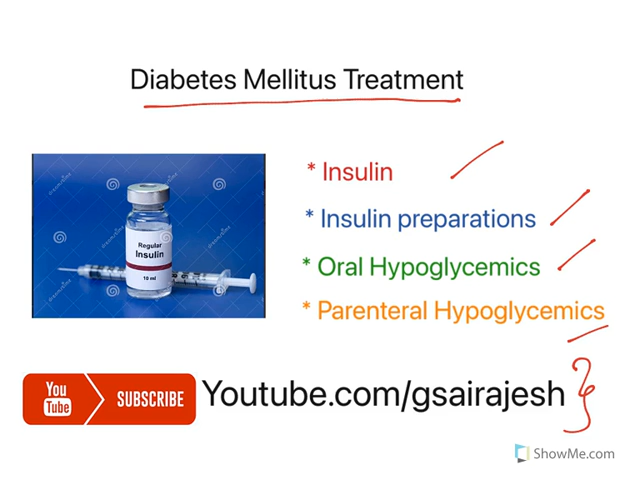 Diabetes Mellitus Treatment
* Insulin
* Insulin preparations
* Oral Hypoglycemics
* Parenteral Hypoglycemics
Regular
Insulin
10 ml
You
Tube
SUBSCRIBE
Youtube.com/gsairajesh
ShowMe.com